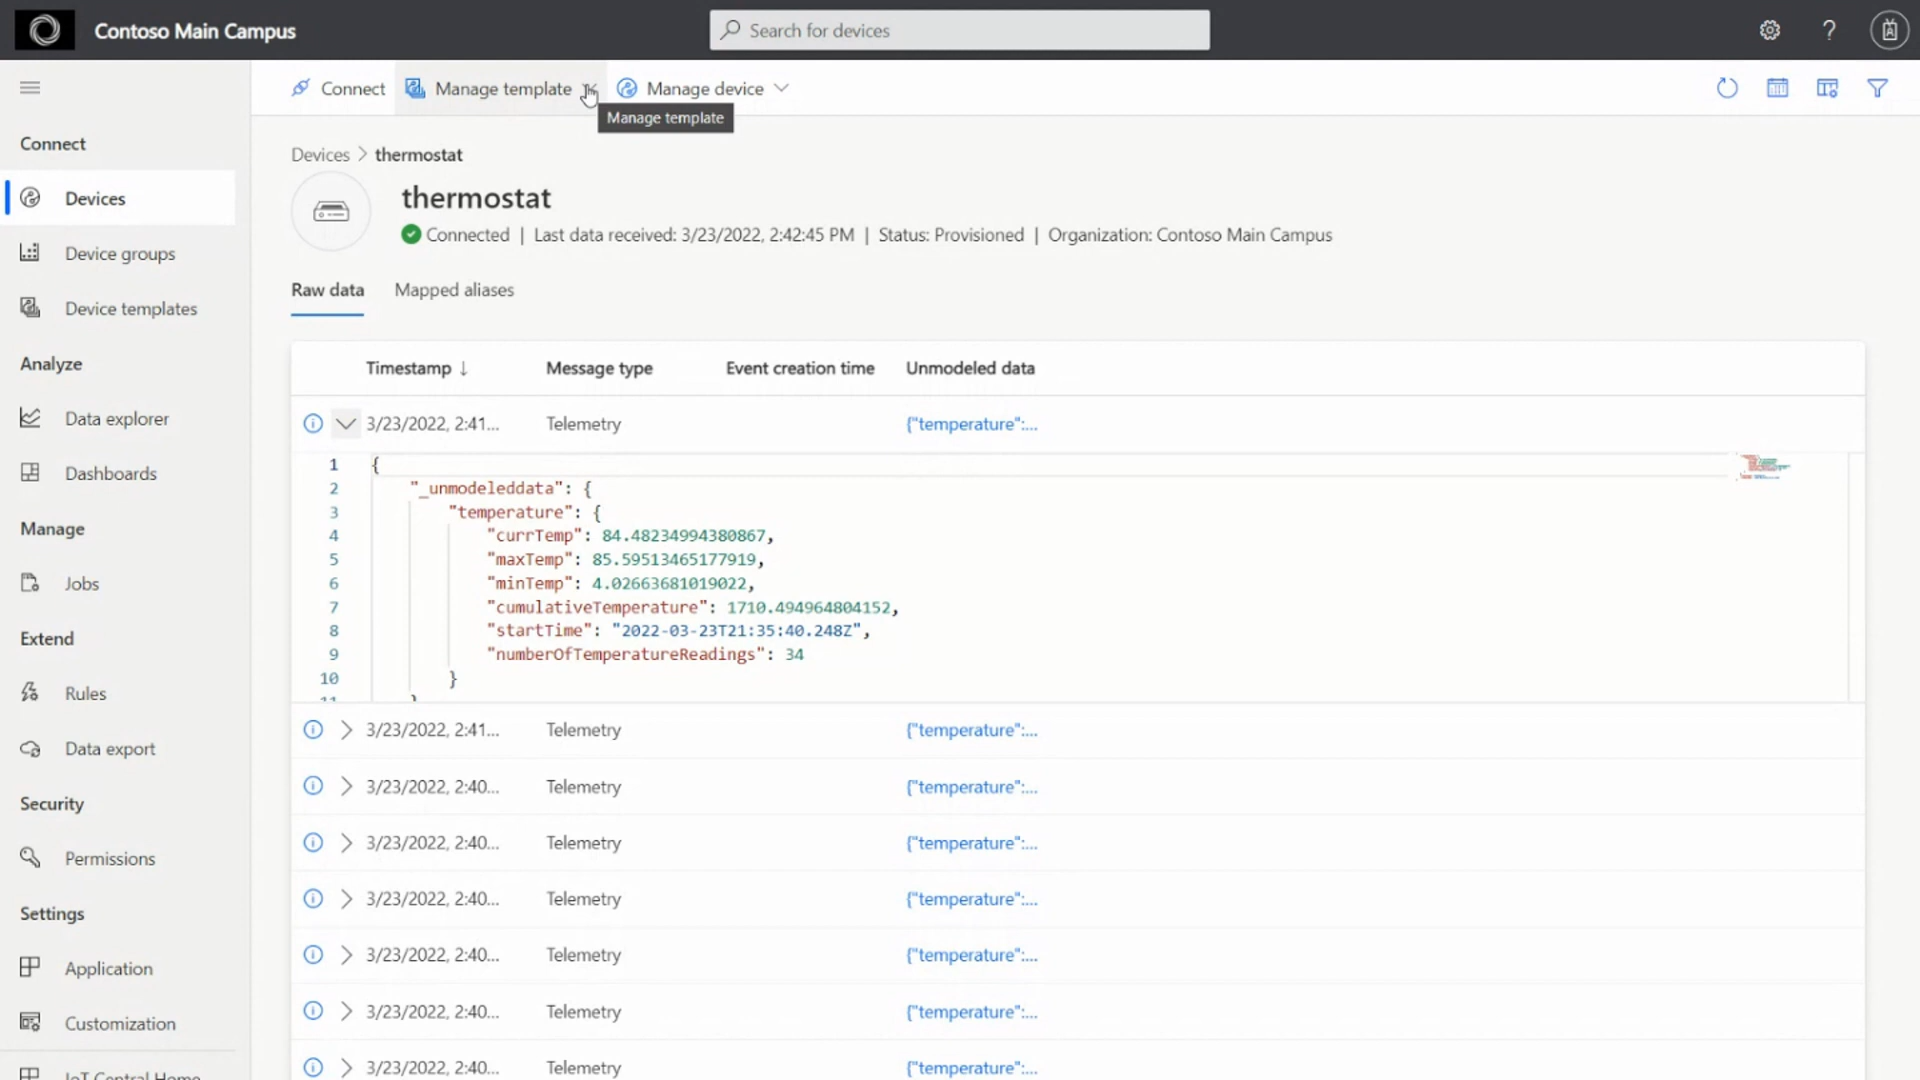 Contoso Main Campus
Search for devices
?
Connect
Manage template
Manage device
Manage template
Connect
Devices
Device groups
Device templates
Analyze
Data explorer
Dashboards
Manage
Jobs
Extend
Rules
Data export
Security
Permissions
Settings
Application
Customization
IoT Central Home
Devices > thermostat
thermostat
Connected | Last data received: 3/23/2022, 2:42:45 PM | Status: Provisioned | Organization: Contoso Main Campus
Raw data Mapped aliases
Timestamp ↓ Message type Event creation time Unmodeled data
3/23/2022, 2:41... Telemetry {"temperature":...
1 {
2 "_unmodeleddata": {
3 "temperature": {
4 "currTemp": 84.48234994380867,
5 "maxTemp": 85.59513465177919,
6 "minTemp": 4.02663681019022,
7 "cumulativeTemperature": 1710.494964804152,
8 "startTime": "2022-03-23T21:35:40.248Z",
9 "numberOfTemperatureReadings": 34
10 }
11 }
3/23/2022, 2:41... Telemetry {"temperature":...
3/23/2022, 2:40... Telemetry {"temperature":...
3/23/2022, 2:40... Telemetry {"temperature":...
3/23/2022, 2:40... Telemetry {"temperature":...
3/23/2022, 2:40... Telemetry {"temperature":...
3/23/2022, 2:40... Telemetry {"temperature":...
3/23/2022, 2:40... Telemetry {"temperature":...